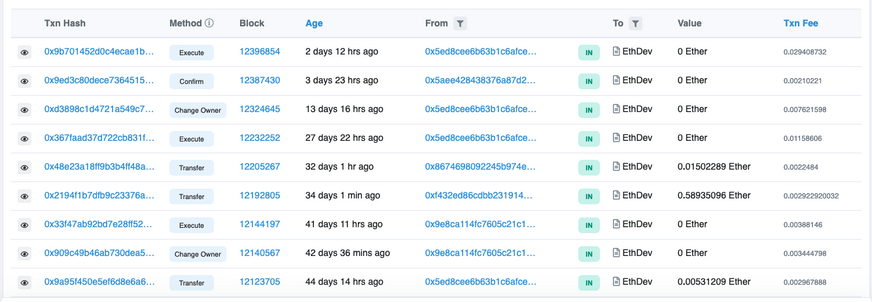 Txn Hash Method Block Age From To Value Txn Fee
0x9b701452d0c4ecae1b... Execute 12396854 2 days 12 hrs ago 0x5ed8cee6b63b1c6afce... IN EthDev 0 Ether 0.029408732
0x9ed3c80dece7364515... Confirm 12387430 3 days 23 hrs ago 0x5aee428438376a87d2... IN EthDev 0 Ether 0.00210221
0xd3898c1d4721a549c7... Change Owner 12324645 13 days 16 hrs ago 0x5ed8cee6b63b1c6afce... IN EthDev 0 Ether 0.007621598
0x367faad37d722cb831f... Execute 12232252 27 days 22 hrs ago 0x5ed8cee6b63b1c6afce... IN EthDev 0 Ether 0.01158606
0x48e23a18ff9b3b4ff48a... Transfer 12205267 32 days 1 hr ago 0x8674698092245b974e... IN EthDev 0.01502289 Ether 0.0022484
0x2194f1b7dfb9c23376a... Transfer 12192805 34 days 1 min ago 0xf432ed86cdbb231914... IN EthDev 0.58935096 Ether 0.002922920032
0x33f47ab92bd7e28ff52... Execute 12144197 41 days 11 hrs ago 0x9e8ca114fc7605c21c1... IN EthDev 0 Ether 0.00388146
0x909c49b46ab730dea5... Change Owner 12140567 42 days 36 mins ago 0x9e8ca114fc7605c21c1... IN EthDev 0 Ether 0.003444798
0x9a95f450e5ef6d8e6a6... Transfer 12123705 44 days 14 hrs ago 0x5ed8cee6b63b1c6afce... IN EthDev 0.00531209 Ether 0.002967888